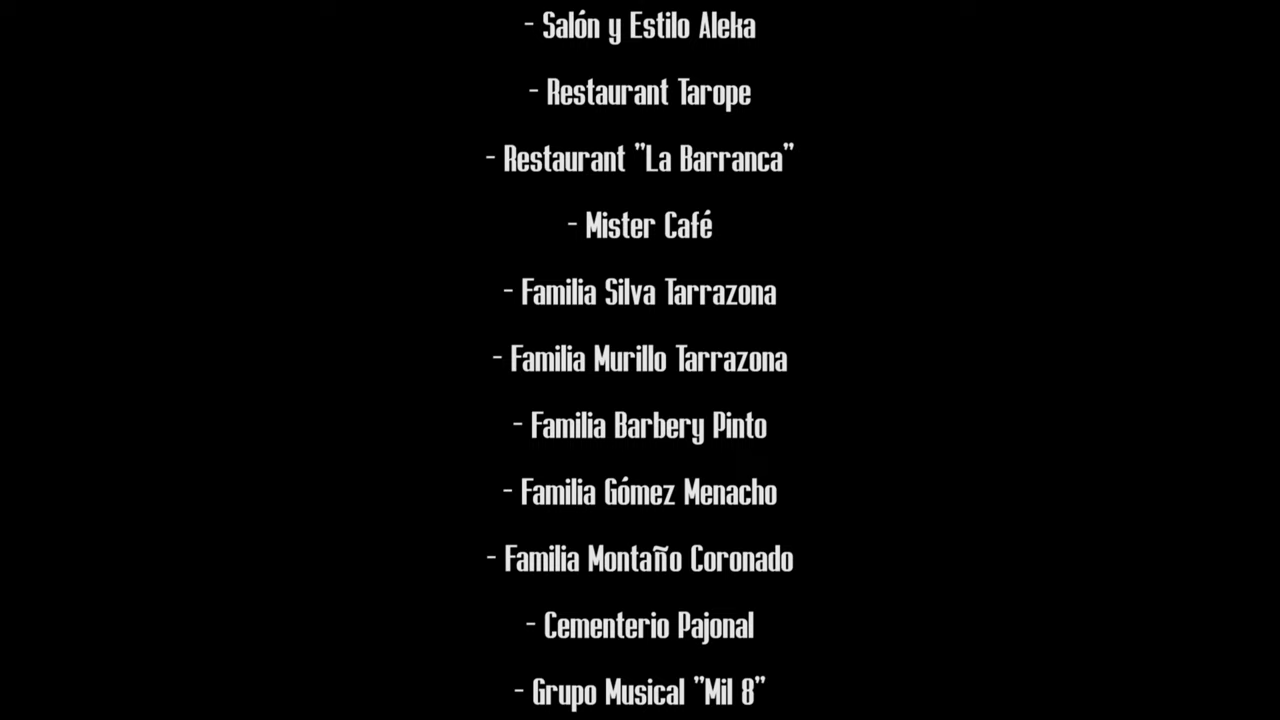 - Salón y Estilo Aleka
- Restaurant Tarope
- Restaurant "La Barranca"
- Mister Café
- Familia Silva Tarrazona
- Familia Murillo Tarrazona
- Familia Barbery Pinto
- Familia Gómez Menacho
- Familia Montaño Coronado
- Cementerio Pajonal
- Grupo Musical "Mil 8"